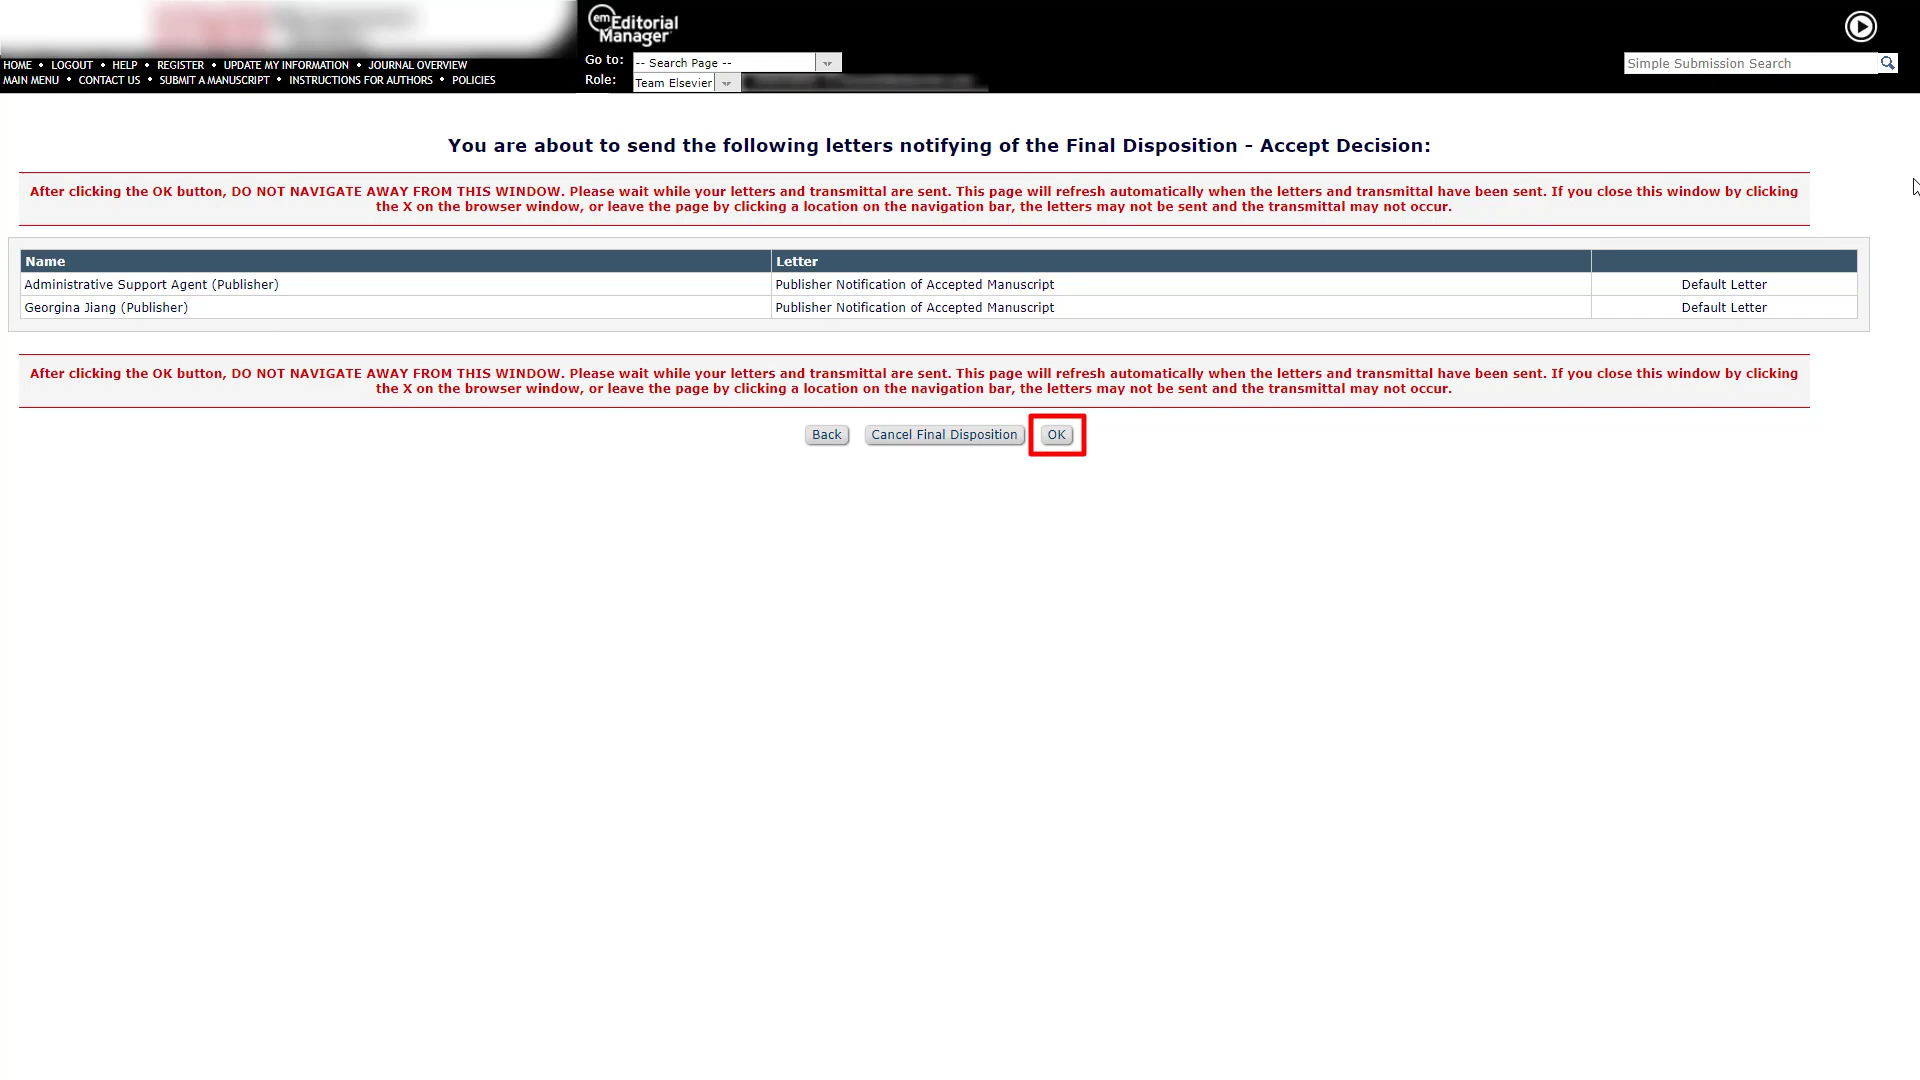 em Editorial
Manager
HOME • LOGOUT • HELP • REGISTER • UPDATE MY INFORMATION • JOURNAL OVERVIEW
MAIN MENU • CONTACT US • SUBMIT A MANUSCRIPT • INSTRUCTIONS FOR AUTHORS • POLICIES
Go to: -- Search Page --
Role: Team Elsevier
Simple Submission Search
You are about to send the following letters notifying of the Final Disposition - Accept Decision:
After clicking the OK button, DO NOT NAVIGATE AWAY FROM THIS WINDOW. Please wait while your letters and transmittal are sent. This page will refresh automatically when the letters and transmittal have been sent. If you close this window by clicking
the X on the browser window, or leave the page by clicking a location on the navigation bar, the letters may not be sent and the transmittal may not occur.
Name Letter
Administrative Support Agent (Publisher) Publisher Notification of Accepted Manuscript Default Letter
Georgina Jiang (Publisher) Publisher Notification of Accepted Manuscript Default Letter
After clicking the OK button, DO NOT NAVIGATE AWAY FROM THIS WINDOW. Please wait while your letters and transmittal are sent. This page will refresh automatically when the letters and transmittal have been sent. If you close this window by clicking
the X on the browser window, or leave the page by clicking a location on the navigation bar, the letters may not be sent and the transmittal may not occur.
Back Cancel Final Disposition OK